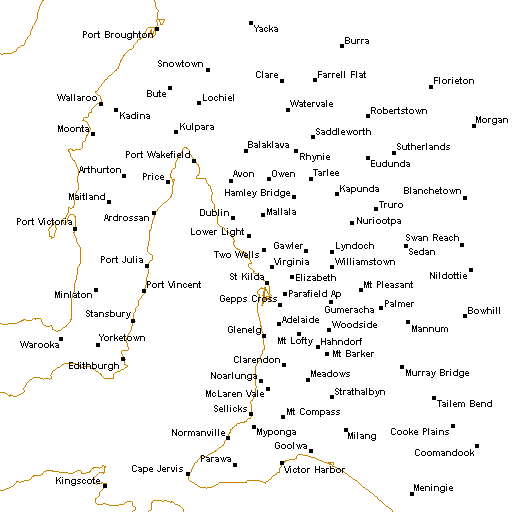 Yacka
Port Broughton
Burra
Snowtown
Clare
Farrell Flat
Florieton
Bute
Wallaroo
Lochiel
Kadina
Watervale
Robertstown
Morgan
Moonta
Kulpara
Saddleworth
Balaklava
Rhynie
Sutherlands
Port Wakefield
Eudunda
Arthurton
Price
Avon
Owen
Tarlee
Maitland
Hamley Bridge
Kapunda
Blanchetown
Truro
Ardrossan
Dublin
Mallala
Nuriootpa
Port Victoria
Lower Light
Swan Reach
Two Wells
Gawler
Lyndoch
Sedan
Port Julia
Virginia
Williamstown
St Kilda
Elizabeth
Nildottie
Minlaton
Port Vincent
Gepps Cross
Parafield Ap
Mt Pleasant
Gumeracha
Palmer
Stansbury
Adelaide
Woodside
Mannum
Bowhill
Warooka
Yorketown
Glenelg
Mt Lofty
Hahndorf
Mt Barker
Edithburgh
Clarendon
Murray Bridge
Noarlunga
Meadows
McLaren Vale
Strathalbyn
Tailem Bend
Sellicks
Mt Compass
Normanville
Myponga
Milang
Cooke Plains
Goolwa
Coomandook
Parawa
Cape Jervis
Victor Harbor
Kingscote
Meningie